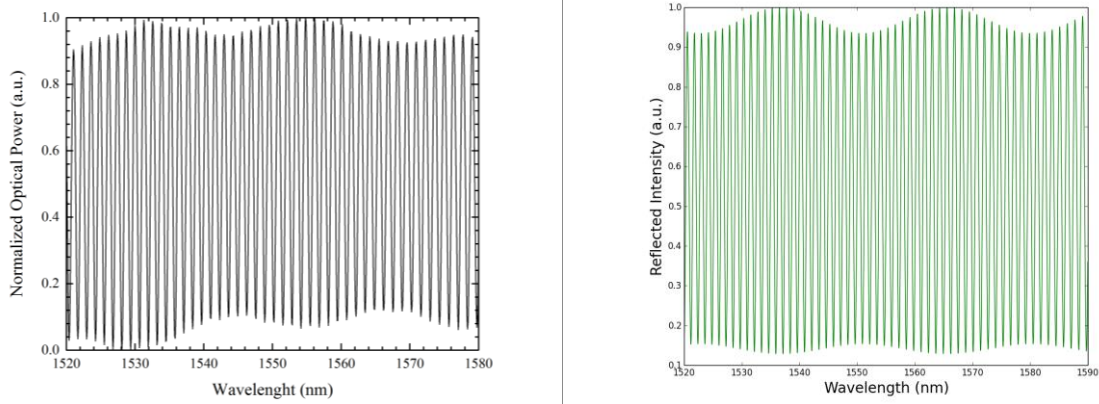 Normalized Optical Power (a.u.)
1.0
0.8
0.6
0.4
0.2
0.0
1520 1530 1540 1550 1560 1570 1580
Wavelenght (nm)
Reflected Intensity (a.u.)
1.0
0.9
0.8
0.7
0.6
0.5
0.4
0.3
0.2
0.1
1520 1530 1540 1550 1560 1570 1580 1590
Wavelength (nm)